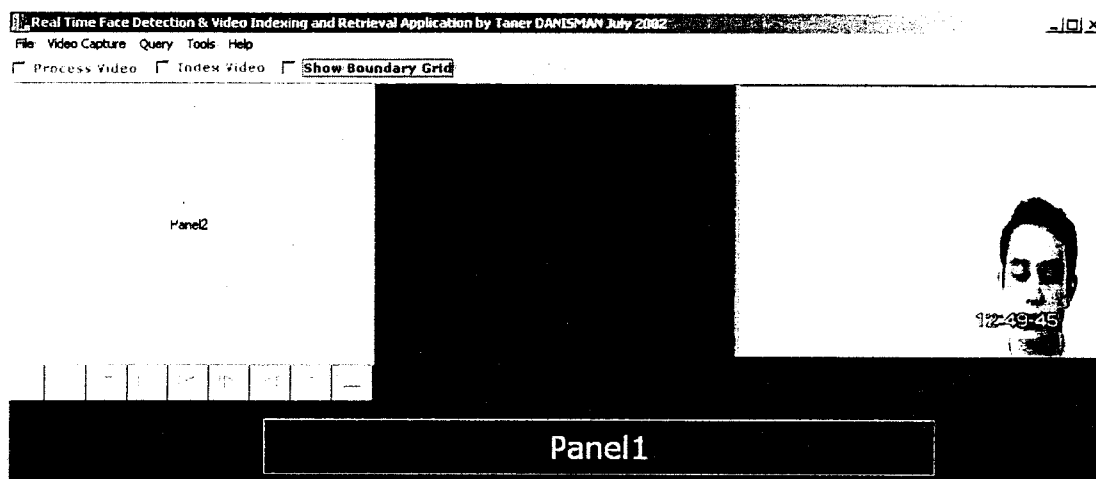 Real Time Face Detection & Video Indexing and Retrieval Application by Taner DANISMAN July 2002
File Video Capture Query Tools Help
Process Video Index Video Show Boundary Grid
Panel2
12-49-45
Panel1